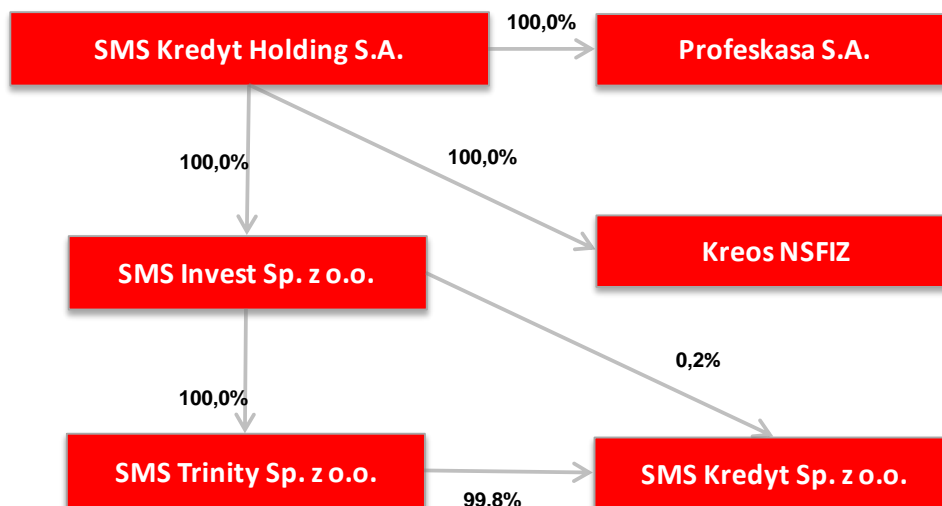 100,0%
SMS Kredyt Holding S.A.
Profeskasa S.A.
100,0%
100,0%
Kreos NSFIZ
SMS Invest Sp. z o.o.
0,2%
100,0%
SMS Trinity Sp. z o.o.
SMS Kredyt Sp. z o.o.
99,8%